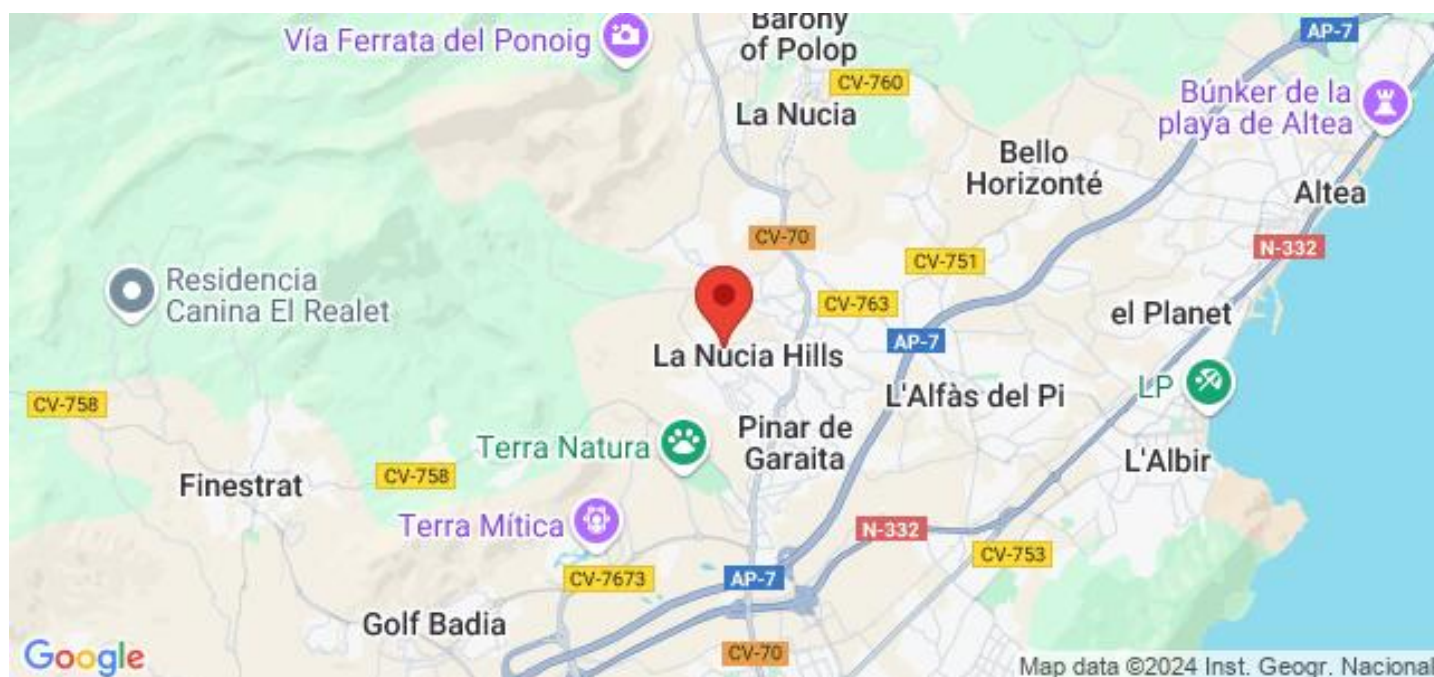 Barony
of Polop
AP-7
Vía Ferrata del Ponoig
CV-760
La Nucia
Búnker de la
playa de Altea
Bello
Horizonté
Altea
CV-70
N-332
CV-751
Residencia
Canina El Realet
CV-763
el Planet
AP-7
La Nucia Hills
LP
L'Alfàs del Pi
CV-758
Pinar de
Garaita
Terra Natura
L'Albir
CV-758
Finestrat
Terra Mítica
N-332
CV-753
AP-7
CV-7673
Golf Badia
CV-70
Google
Map data ©2024 Inst. Geogr. Nacional